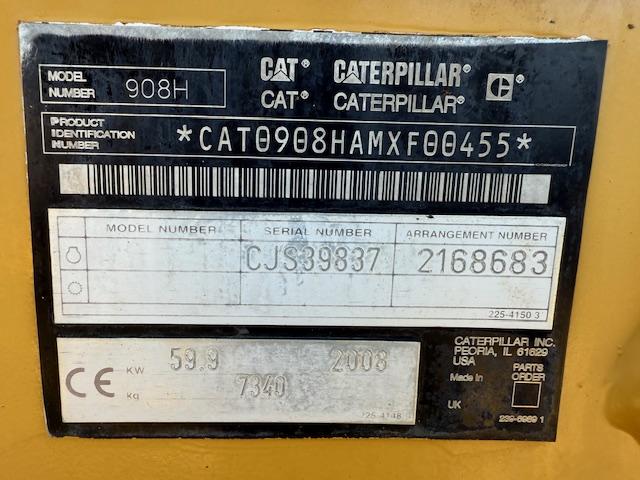 MODEL NUMBER 908H
CAT CATERPILLAR C
CAT® CATERPILLAR®
PRODUCT IDENTIFICATION NUMBER *CAT0908HAMXF00455*
MODEL NUMBER SERIAL NUMBER ARRANGEMENT NUMBER
CJS39837 2168683
225-4150 3
KW 59.9 2008
CE
Kg 7340
225-4148
CATERPILLAR INC.
PEORIA, IL 61629
USA
Made In PARTS ORDER
UK
239-6969 1